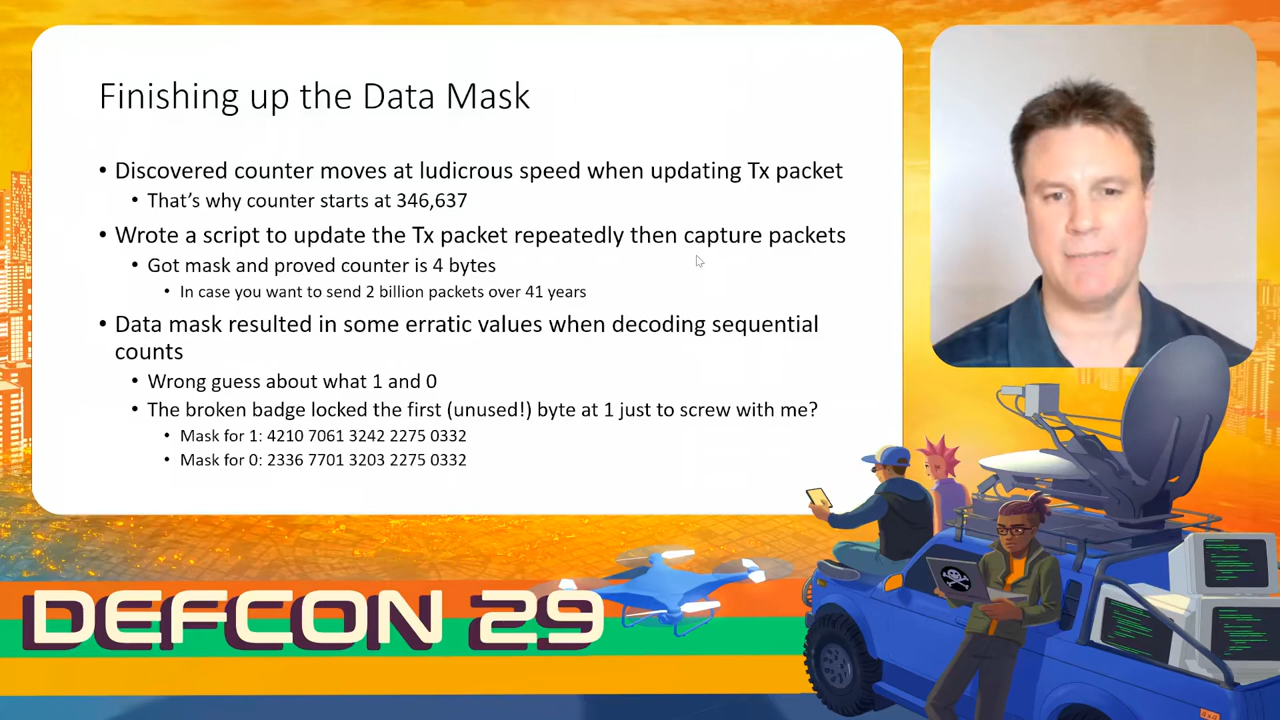 Finishing up the Data Mask
• Discovered counter moves at ludicrous speed when updating Tx packet
• That’s why counter starts at 346,637
• Wrote a script to update the Tx packet repeatedly then capture packets
• Got mask and proved counter is 4 bytes
• In case you want to send 2 billion packets over 41 years
• Data mask resulted in some erratic values when decoding sequential
counts
• Wrong guess about what 1 and 0
• The broken badge locked the first (unused!) byte at 1 just to screw with me?
• Mask for 1: 4210 7061 3242 2275 0332
• Mask for 0: 2336 7701 3203 2275 0332
DEFCON 29